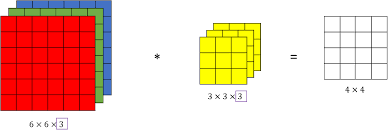 * =
6 × 6 × 3
3 × 3 × 3
4 × 4